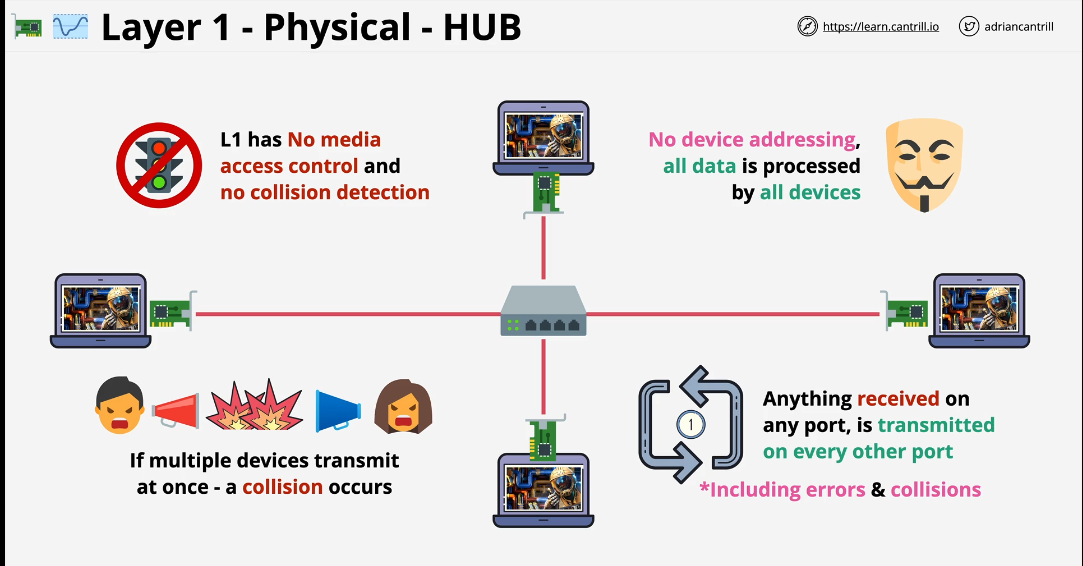 Layer 1 - Physical - HUB
https://learn.cantrill.io
adriancantrill
L1 has No media
access control and
no collision detection
No device addressing,
all data is processed
by all devices
If multiple devices transmit
at once - a collision occurs
1
Anything received on
any port, is transmitted
on every other port
*Including errors & collisions